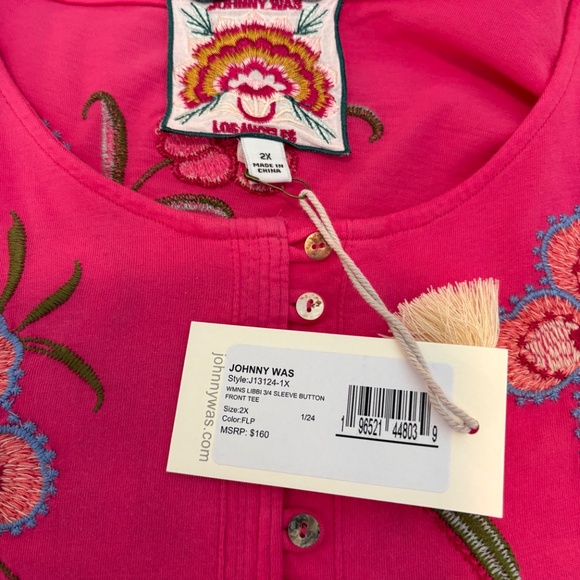 JOHNNY WAS
LOS ANGELES
2X
MADE IN
CHINA
johnnywas.com
JOHNNY WAS
Style:J13124-1X
WMNS LIBBI 3/4 SLEEVE BUTTON
FRONT TEE
Size:2X 1/24
Color:FLP
MSRP: $160
1 96521 44803 9